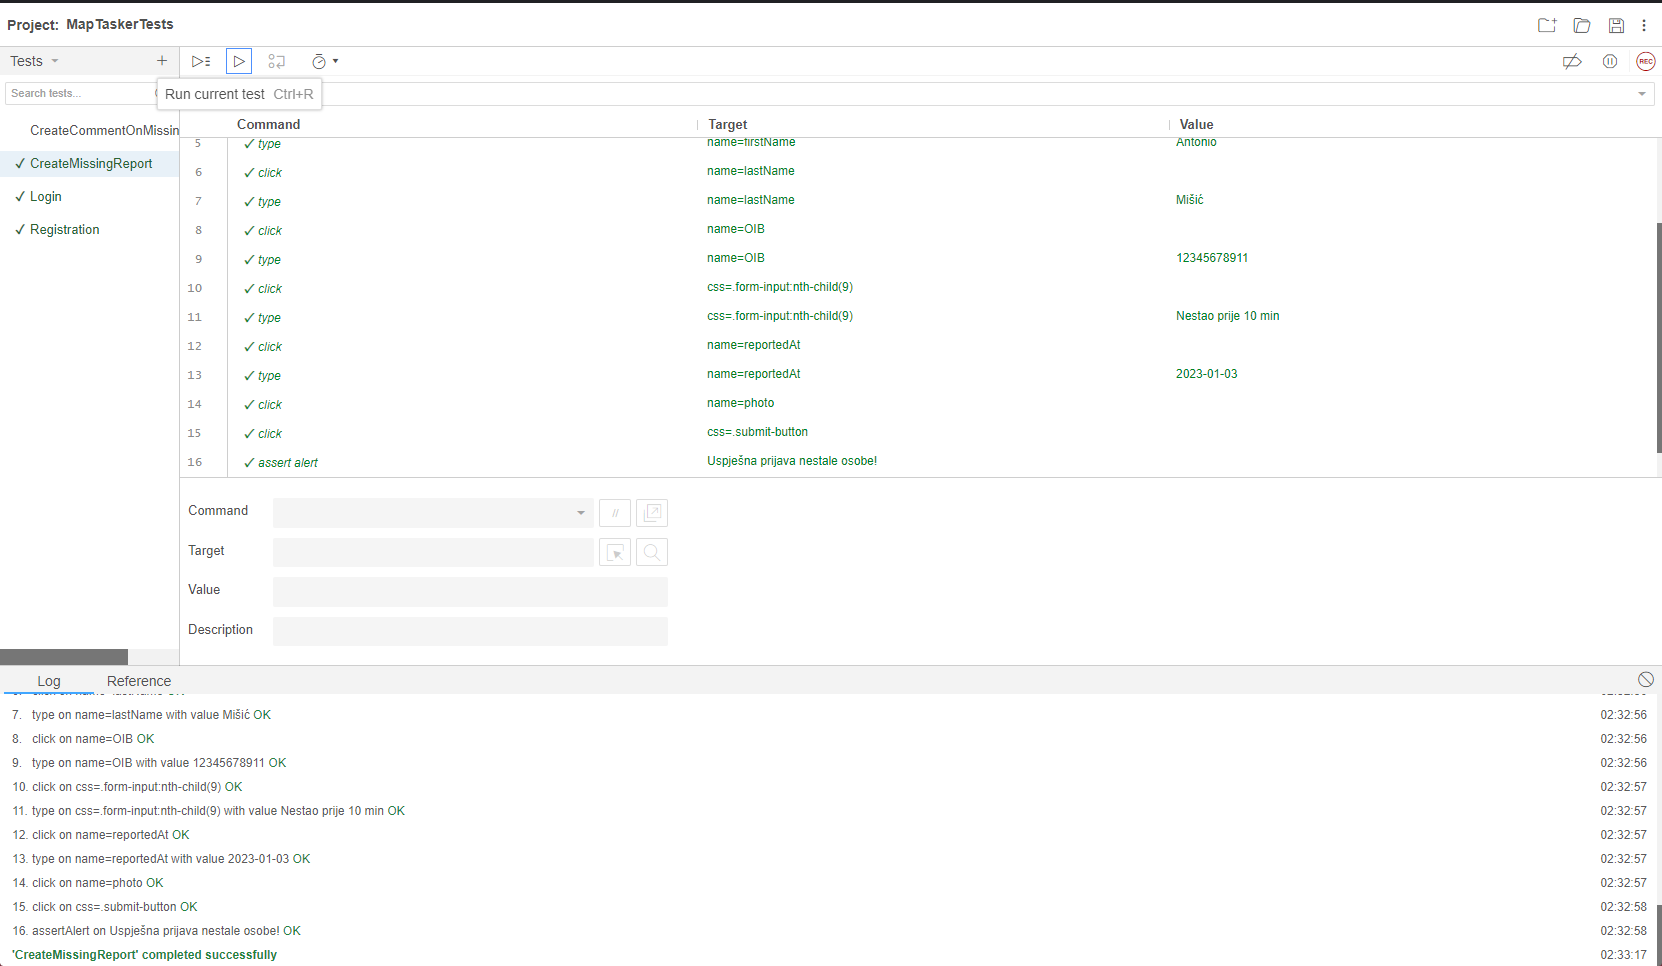 Project: MapTaskerTests
Tests
Search tests...
Run current test Ctrl+R
REC
CreateCommentOnMissin
CreateMissingReport
Login
Registration
Command Target Value
5 type name=firstName Antonio
6 click name=lastName
7 type name=lastName Mišić
8 click name=OIB
9 type name=OIB 12345678911
10 click css=.form-input:nth-child(9)
11 type css=.form-input:nth-child(9) Nestao prije 10 min
12 click name=reportedAt
13 type name=reportedAt 2023-01-03
14 click name=photo
15 click css=.submit-button
16 assert alert Uspješna prijava nestale osobe!
Command //
Target
Value
Description
Log Reference
7. type on name=lastName with value Mišić OK 02:32:56
8. click on name=OIB OK 02:32:56
9. type on name=OIB with value 12345678911 OK 02:32:56
10. click on css=.form-input:nth-child(9) OK 02:32:57
11. type on css=.form-input:nth-child(9) with value Nestao prije 10 min OK 02:32:57
12. click on name=reportedAt OK 02:32:57
13. type on name=reportedAt with value 2023-01-03 OK 02:32:57
14. click on name=photo OK 02:32:57
15. click on css=.submit-button OK 02:32:58
16. assertAlert on Uspješna prijava nestale osobe! OK 02:32:58
'CreateMissingReport' completed successfully 02:33:17